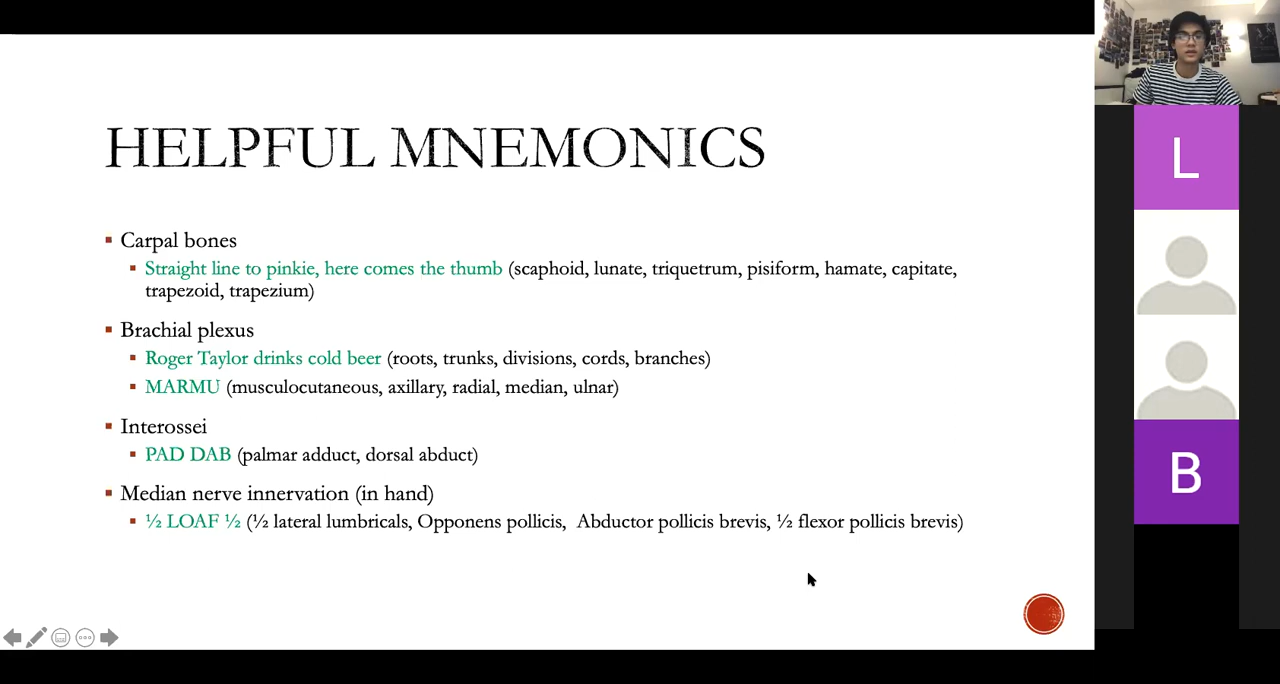 HELPFUL MNEMONICS
Carpal bones
Straight line to pinkie, here comes the thumb (scaphoid, lunate, triquetrum, pisiform, hamate, capitate,
trapezoid, trapezium)
Brachial plexus
Roger Taylor drinks cold beer (roots, trunks, divisions, cords, branches)
MARMU (musculocutaneous, axillary, radial, median, ulnar)
Interossei
PAD DAB (palmar adduct, dorsal abduct)
Median nerve innervation (in hand)
½ LOAF ½ (½ lateral lumbricals, Opponens pollicis, Abductor pollicis brevis, ½ flexor pollicis brevis)
L
B